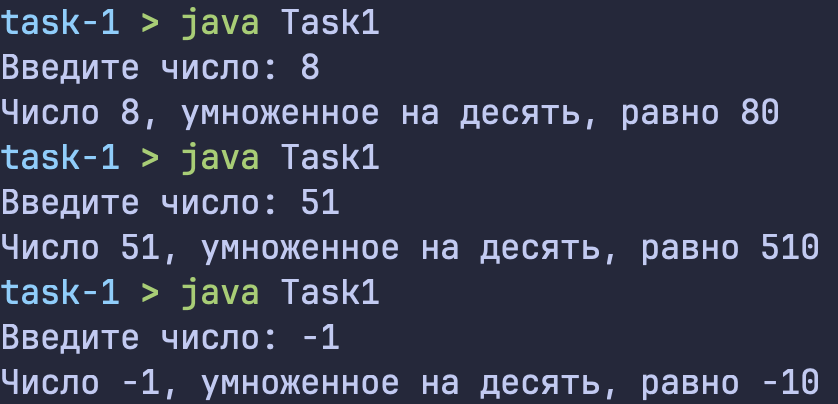 task-1 > java Task1
Введите число: 8
Число 8, умноженное на десять, равно 80
task-1 > java Task1
Введите число: 51
Число 51, умноженное на десять, равно 510
task-1 > java Task1
Введите число: -1
Число -1, умноженное на десять, равно -10